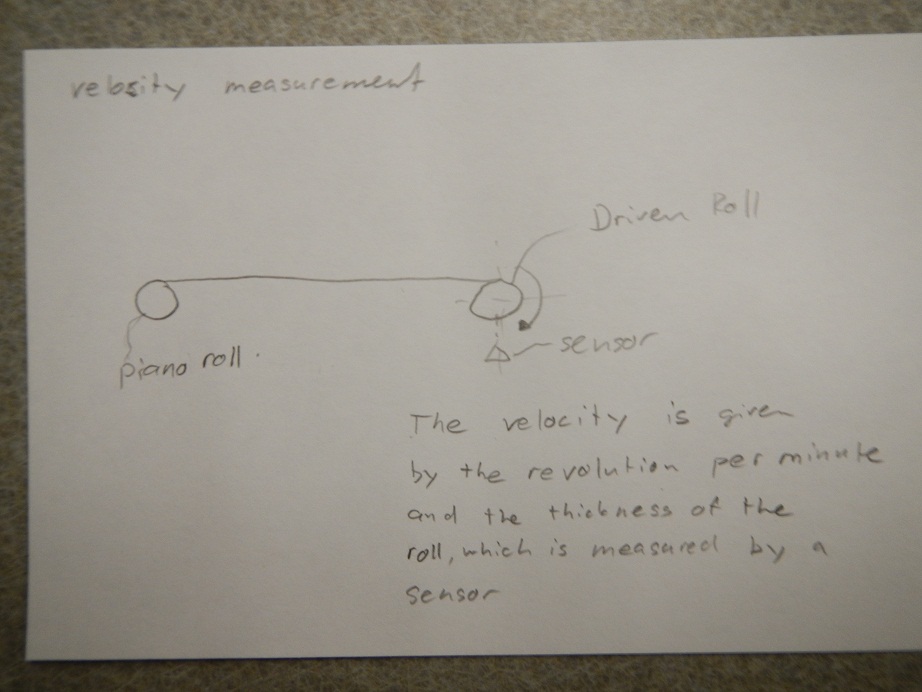 velosity measurement
Driven Roll
sensor
piano roll.
The velocity is given
by the revolution per minute
and the thickness of the
roll, which is measured by a
sensor